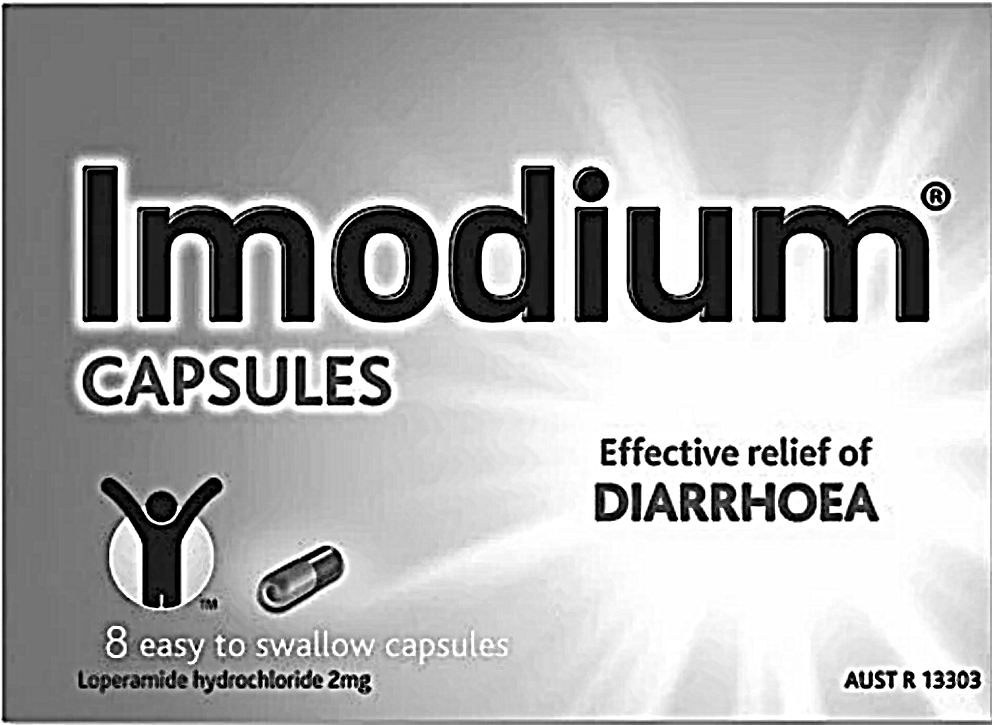 Imodium®
CAPSULES
Effective relief of
DIARRHOEA
TM
8 easy to swallow capsules
Loperamide hydrochloride 2mg
AUST R 13303